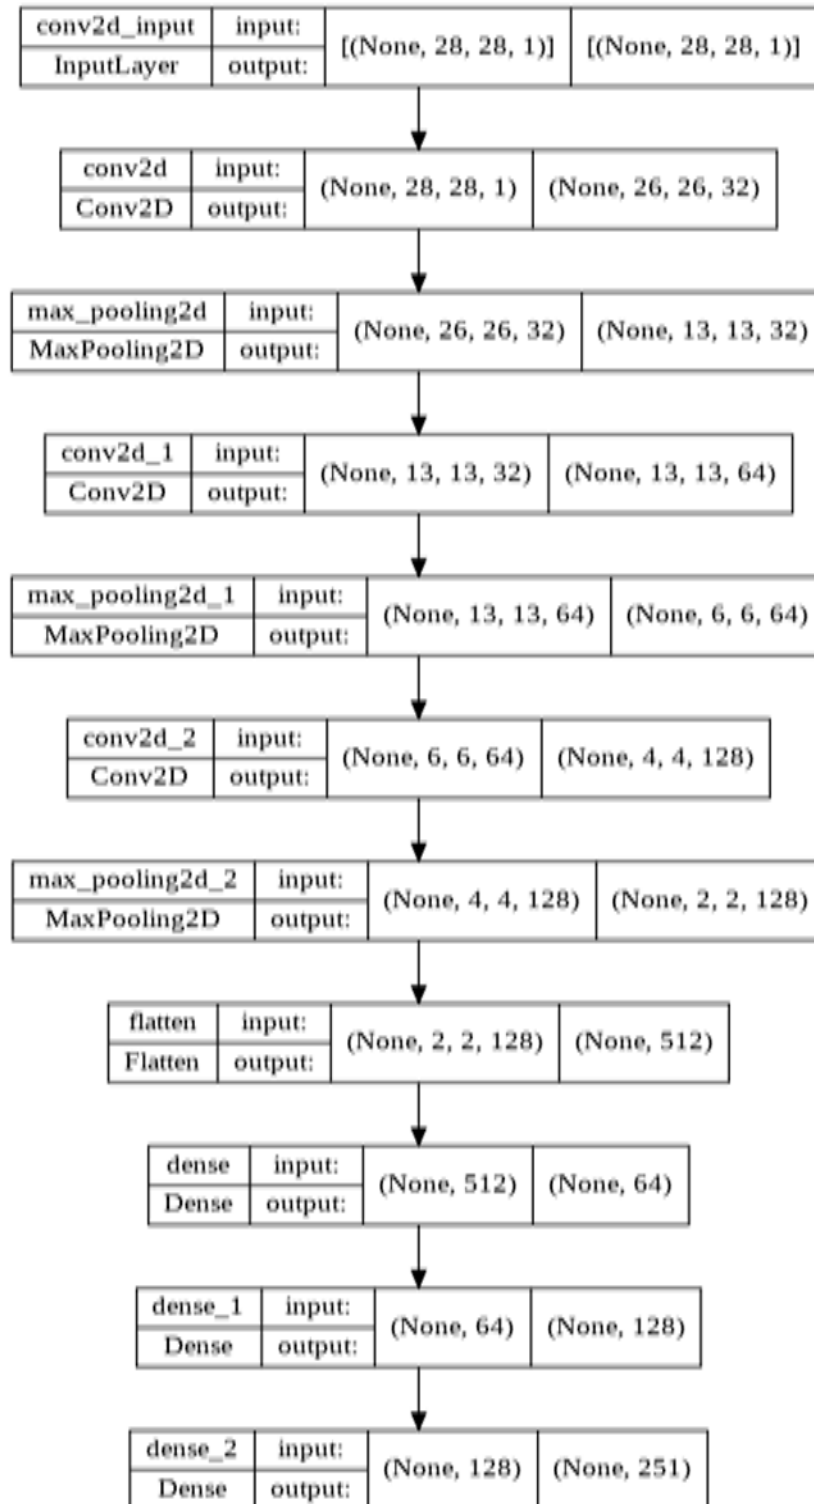 conv2d_input input: [(None, 28, 28, 1)] [(None, 28, 28, 1)]
InputLayer output:
conv2d input: (None, 28, 28, 1) (None, 26, 26, 32)
Conv2D output:
max_pooling2d input: (None, 26, 26, 32) (None, 13, 13, 32)
MaxPooling2D output:
conv2d_1 input: (None, 13, 13, 32) (None, 13, 13, 64)
Conv2D output:
max_pooling2d_1 input: (None, 13, 13, 64) (None, 6, 6, 64)
MaxPooling2D output:
conv2d_2 input: (None, 6, 6, 64) (None, 4, 4, 128)
Conv2D output:
max_pooling2d_2 input: (None, 4, 4, 128) (None, 2, 2, 128)
MaxPooling2D output:
flatten input: (None, 2, 2, 128) (None, 512)
Flatten output:
dense input: (None, 512) (None, 64)
Dense output:
dense_1 input: (None, 64) (None, 128)
Dense output:
dense_2 input: (None, 128) (None, 251)
Dense output: